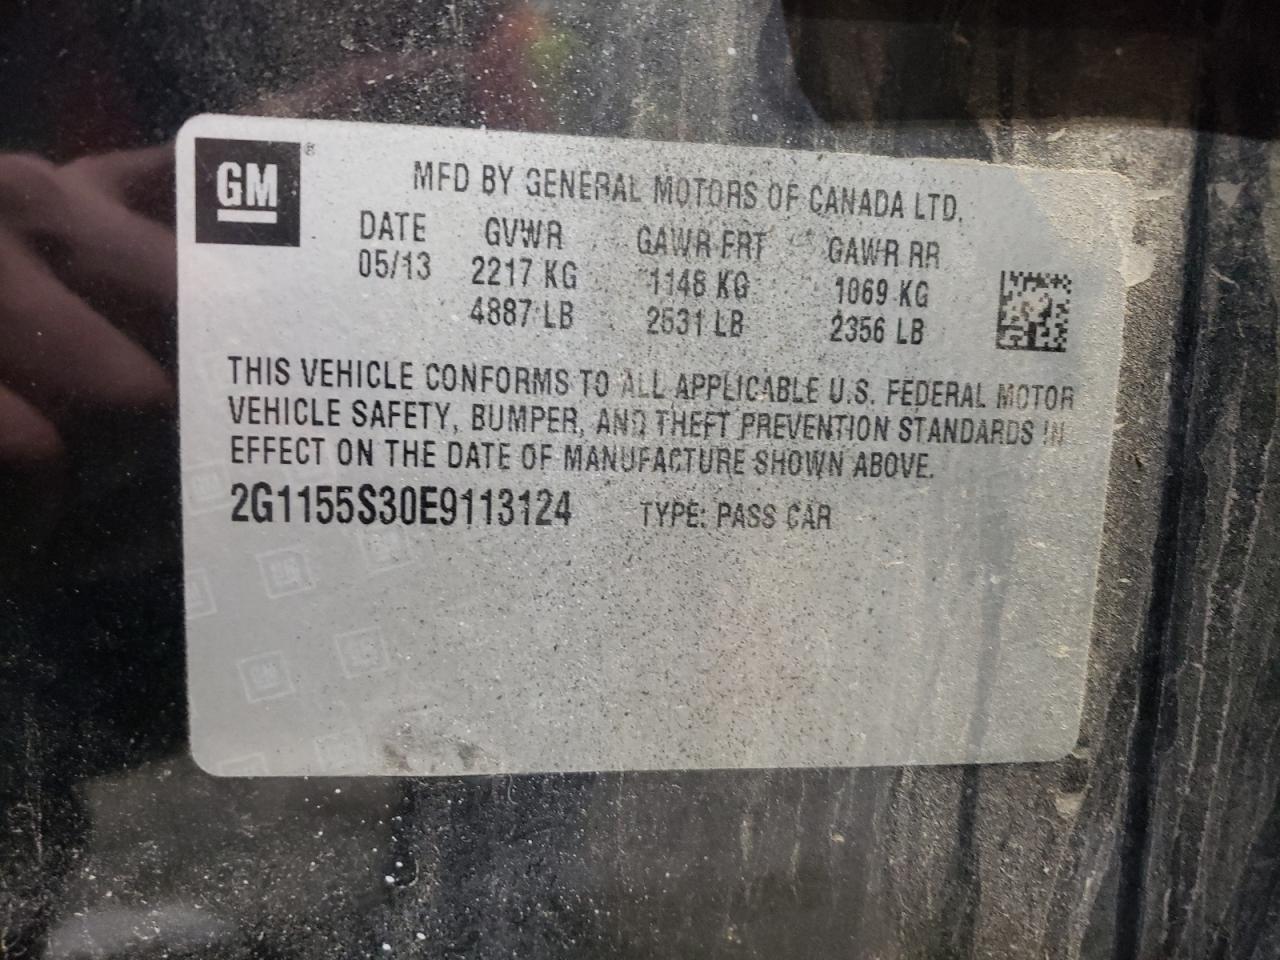 GM ®
MFD BY GENERAL MOTORS OF CANADA LTD.
DATE GVWR GAWR FRT GAWR RR
05/13 2217 KG 1148 KG 1069 KG
4887 LB 2531 LB 2356 LB
THIS VEHICLE CONFORMS TO ALL APPLICABLE U.S. FEDERAL MOTOR
VEHICLE SAFETY, BUMPER, AND THEFT PREVENTION STANDARDS IN
EFFECT ON THE DATE OF MANUFACTURE SHOWN ABOVE.
2G1155S30E9113124 TYPE: PASS CAR